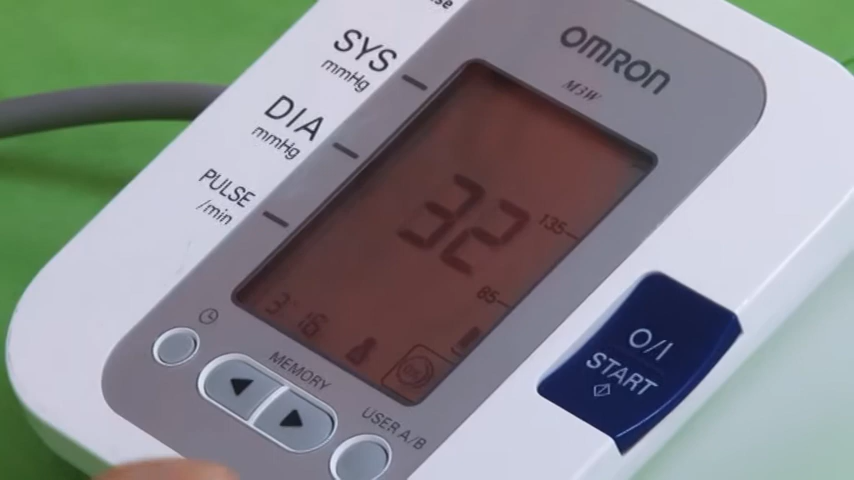 OMRON
M3W
SYS
mmHg
DIA
mmHg
PULSE
/min
32
135
85
3 16
MEMORY
USER A/B
O/I
START